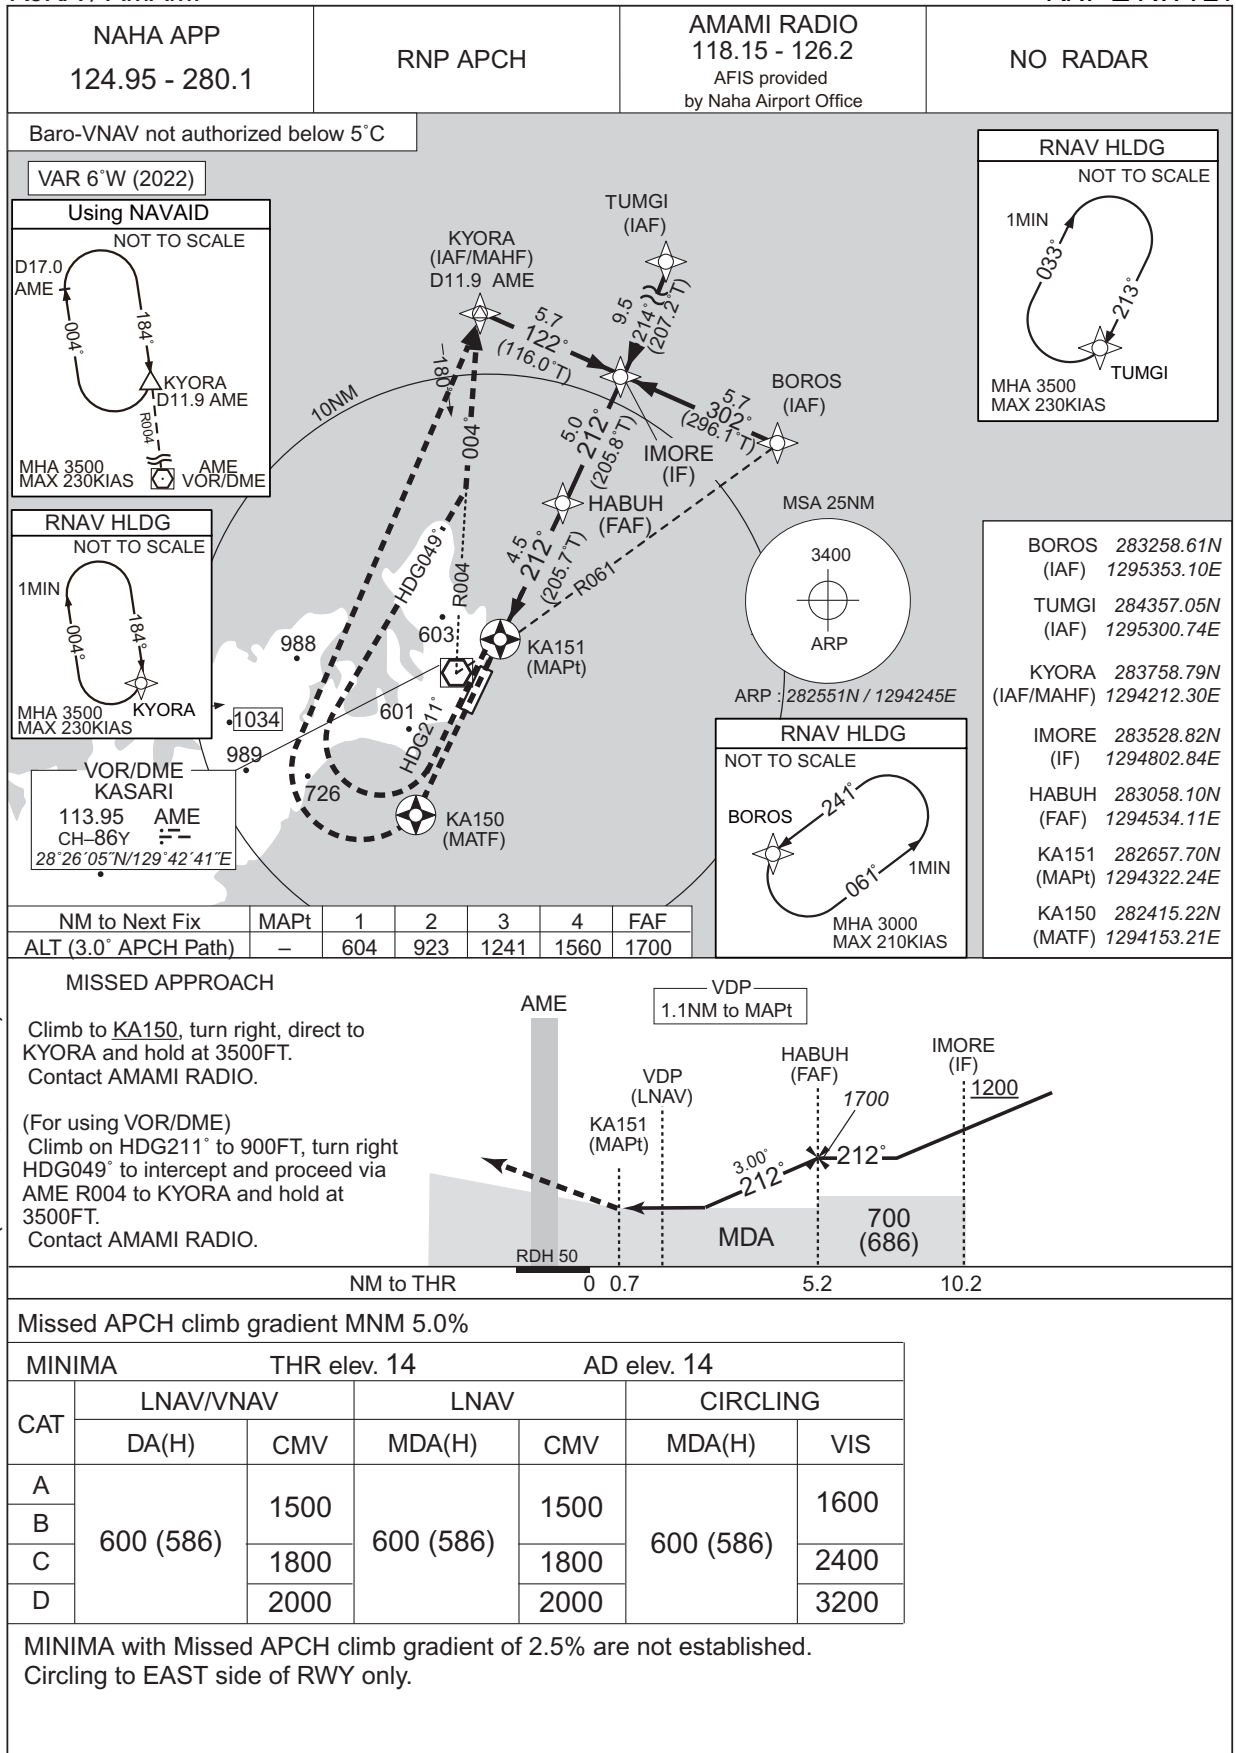 NAHA APP
124.95 - 280.1
RNP APCH
AMAMI RADIO
118.15 - 126.2
AFIS provided
by Naha Airport Office
NO RADAR
Baro-VNAV not authorized below 5˚C
VAR 6˚W (2022)
Using NAVAID
NOT TO SCALE
D17.0
AME
004˚
184˚
KYORA
D11.9 AME
R004
MHA 3500
MAX 230KIAS
AME
VOR/DME
RNAV HLDG
NOT TO SCALE
1MIN
004°
184°
KYORA
MHA 3500
MAX 230KIAS
VOR/DME
KASARI
113.95 AME
CH–86Y
28˚26´05˝N/129˚42´41˝E
TUMGI
(IAF)
KYORA
(IAF/MAHF)
D11.9 AME
5.7
122˚
(116.0˚T)
9.5
214˚
(207.2˚T)
BOROS
(IAF)
5.7
302˚
(296.1˚T)
IMORE
(IF)
5.0
212˚
(205.8˚T)
HABUH
(FAF)
4.5
212˚
(205.7˚T)
R061
10NM
–180˚
004˚
R004
HDG049˚
HDG211˚
KA151
(MAPt)
KA150
(MATF)
603
988
1034
989
601
726
RNAV HLDG
NOT TO SCALE
1MIN
033˚
213˚
TUMGI
MHA 3500
MAX 230KIAS
MSA 25NM
3400
ARP
ARP : 282551N / 1294245E
RNAV HLDG
NOT TO SCALE
BOROS
241˚
061˚
1MIN
MHA 3000
MAX 210KIAS
BOROS 283258.61N
(IAF) 1295353.10E
TUMGI 284357.05N
(IAF) 1295300.74E
KYORA 283758.79N
(IAF/MAHF) 1294212.30E
IMORE 283528.82N
(IF) 1294802.84E
HABUH 283058.10N
(FAF) 1294534.11E
KA151 282657.70N
(MAPt) 1294322.24E
KA150 282415.22N
(MATF) 1294153.21E
NM to Next Fix MAPt 1 2 3 4 FAF
ALT (3.0˚ APCH Path) – 604 923 1241 1560 1700
MISSED APPROACH
Climb to KA150, turn right, direct to
KYORA and hold at 3500FT.
Contact AMAMI RADIO.
(For using VOR/DME)
Climb on HDG211˚ to 900FT, turn right
HDG049˚ to intercept and proceed via
AME R004 to KYORA and hold at
3500FT.
Contact AMAMI RADIO.
AME
VDP
1.1NM to MAPt
KA151
(MAPt)
VDP
(LNAV)
HABUH
(FAF)
1700
IMORE
(IF)
1200
3.00˚
212˚
212˚
MDA
700
(686)
RDH 50
NM to THR 0 0.7 5.2 10.2
Missed APCH climb gradient MNM 5.0%
MINIMA THR elev. 14 AD elev. 14
CAT LNAV/VNAV LNAV CIRCLING
DA(H) CMV MDA(H) CMV MDA(H) VIS
A
B
C
D
600 (586)
1500
1800
2000
600 (586)
1500
1800
2000
600 (586)
1600
2400
3200
MINIMA with Missed APCH climb gradient of 2.5% are not established.
Circling to EAST side of RWY only.